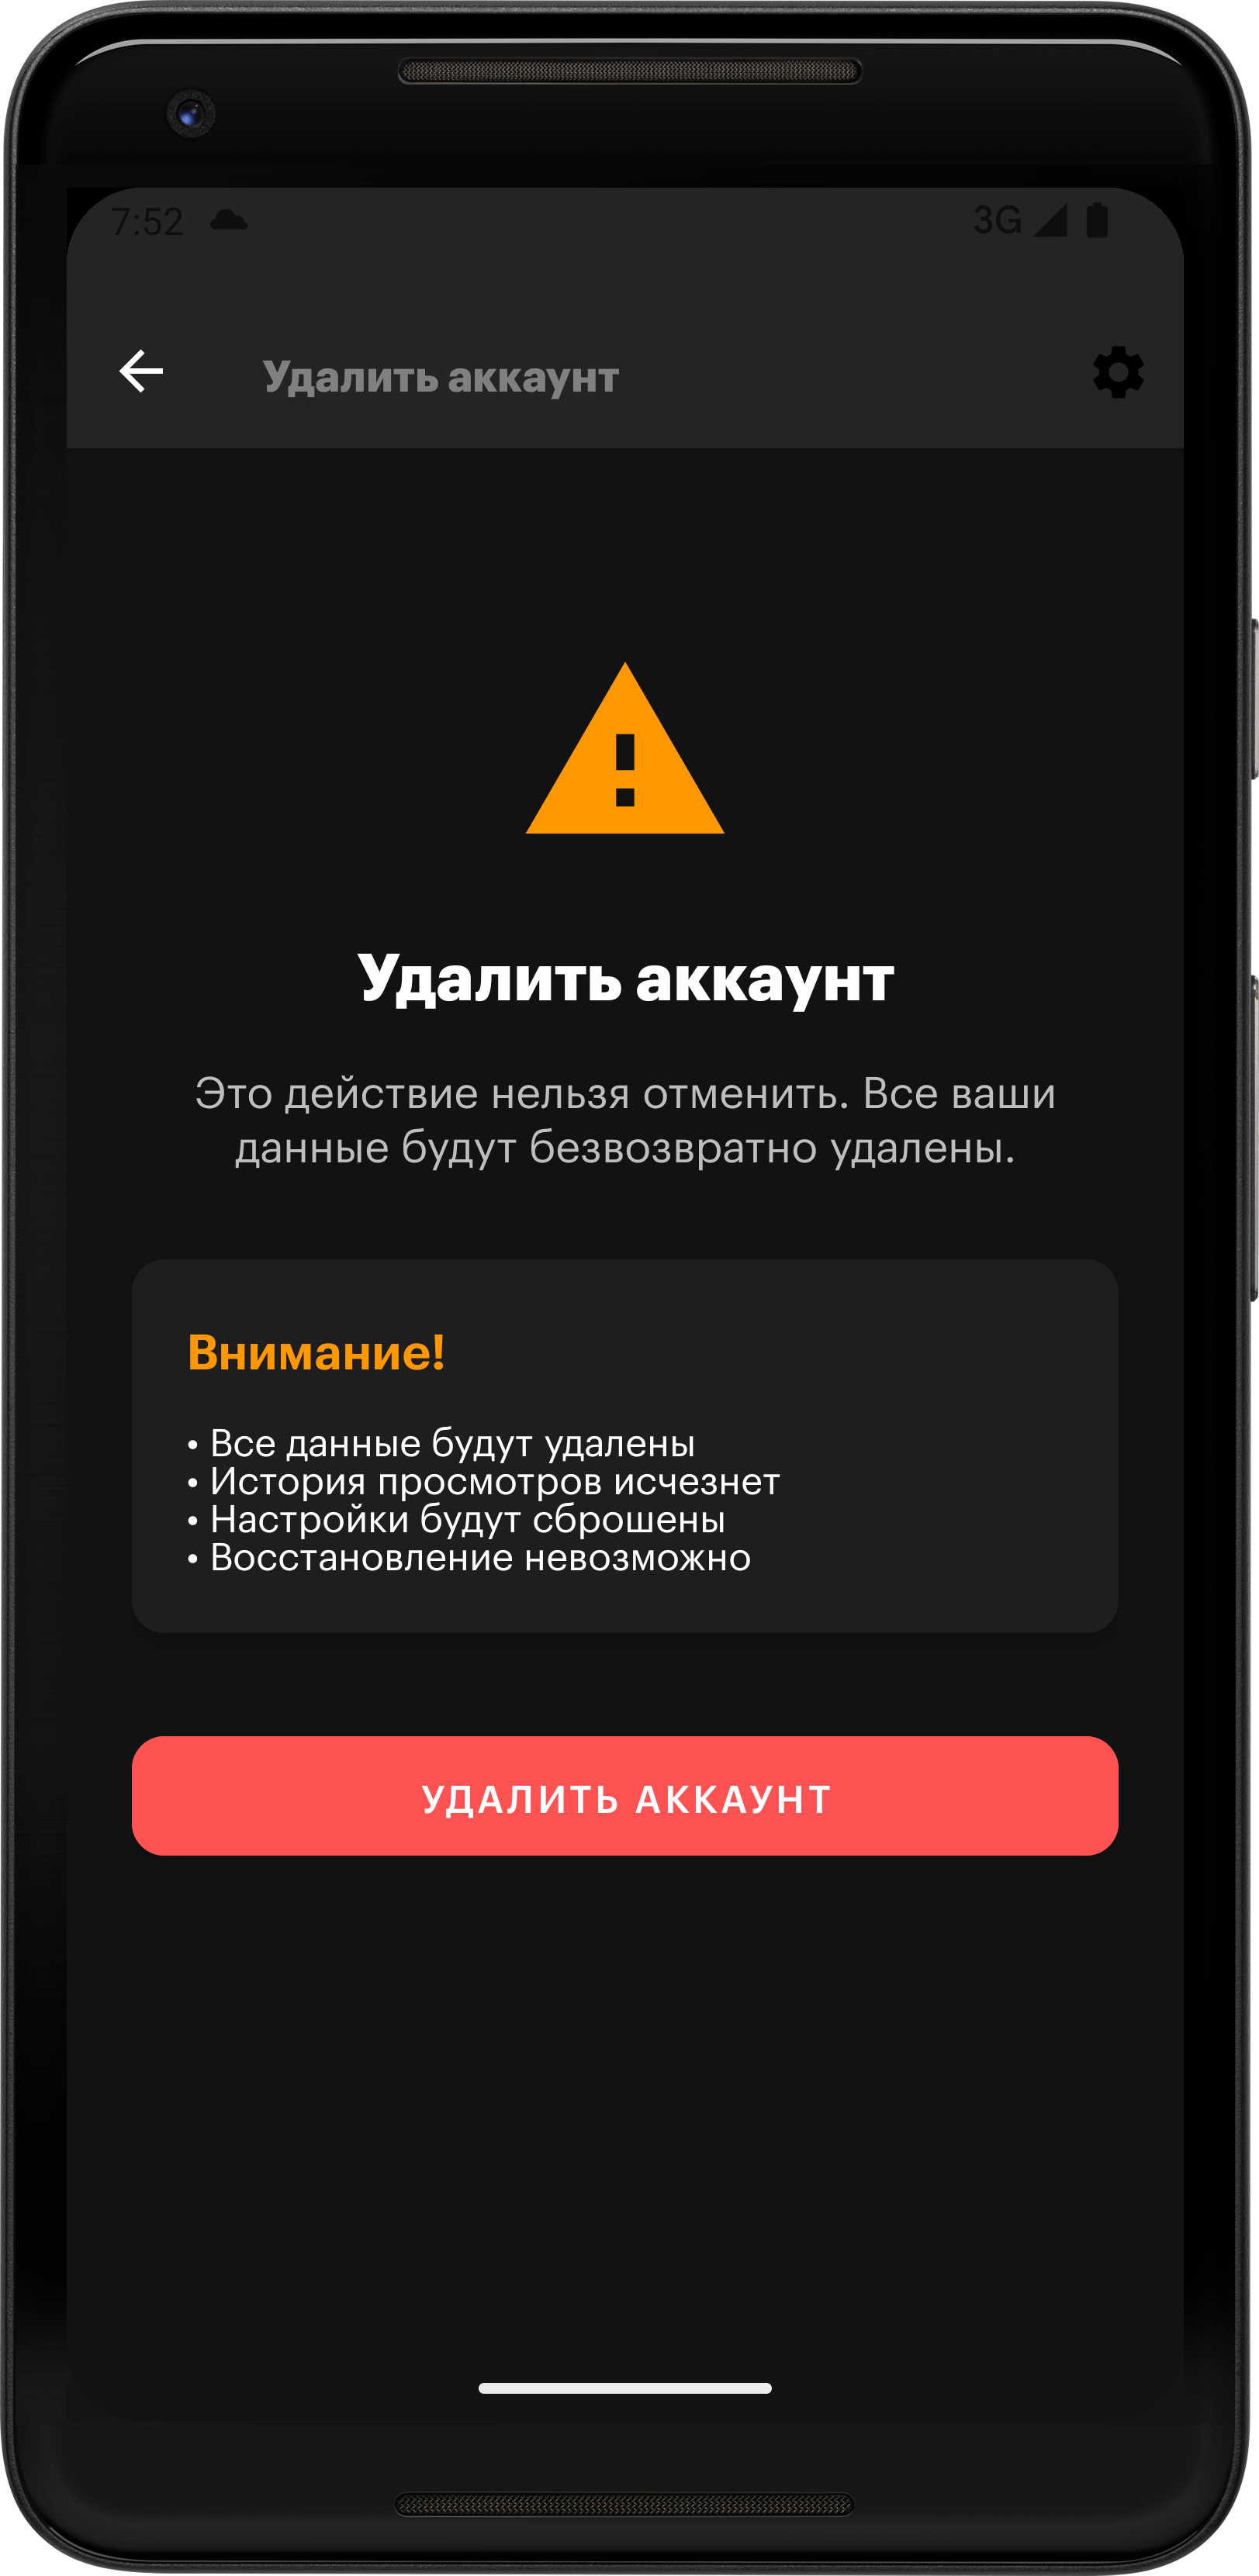 7:52 3G
Удалить аккаунт
Удалить аккаунт
Это действие нельзя отменить. Все ваши
данные будут безвозвратно удалены.
Внимание!
• Все данные будут удалены
• История просмотров исчезнет
• Настройки будут сброшены
• Восстановление невозможно
УДАЛИТЬ АККАУНТ